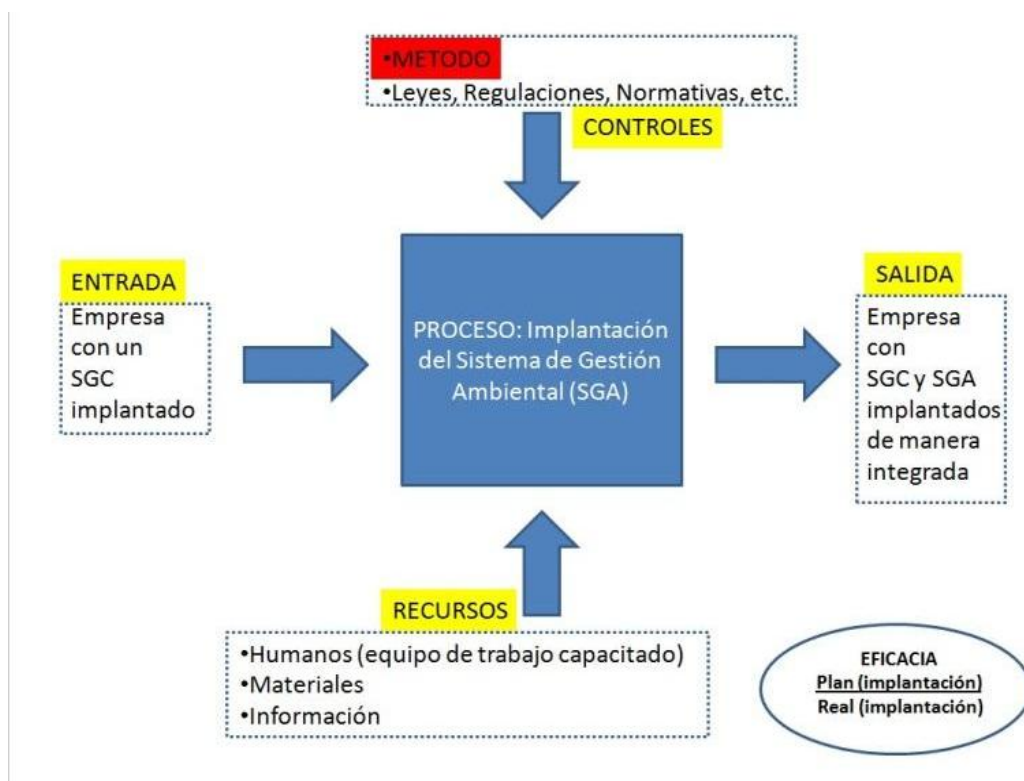 •METODO
•Leyes, Regulaciones, Normativas, etc.
CONTROLES
ENTRADA
Empresa
con un
SGC
implantado
PROCESO: Implantación
del Sistema de Gestión
Ambiental (SGA)
SALIDA
Empresa
con
SGC y SGA
implantados
de manera
integrada
RECURSOS
•Humanos (equipo de trabajo capacitado)
•Materiales
•Información
EFICACIA
Plan (implantación)
Real (implantación)